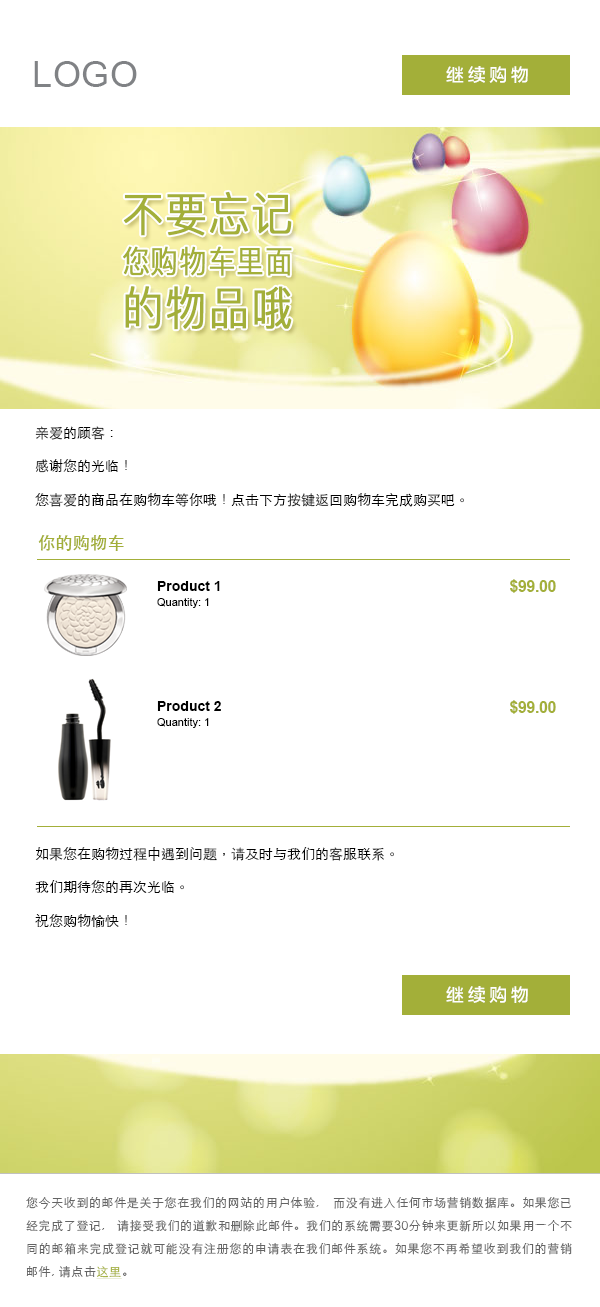 LOGO
继续购物
不要忘记
您购物车里面
的物品哦
亲爱的顾客：
感谢您的光临！
您喜爱的商品在购物车等你哦！点击下方按键返回购物车完成购买吧。
你的购物车
Product 1
$99.00
Quantity: 1
Product 2
$99.00
Quantity: 1
如果您在购物过程中遇到问题，请及时与我们的客服联系。
我们期待您的再次光临。
祝您购物愉快！
继续购物
您今天收到的邮件是关于您在我们的网站的用户体验， 而没有进入任何市场营销数据库。如果您已
经完成了登记， 请接受我们的道歉和删除此邮件。我们的系统需要30分钟来更新所以如果用一个不
同的邮箱来完成登记就可能没有注册您的申请表在我们邮件系统。如果您不再希望收到我们的营销
邮件, 请点击这里。